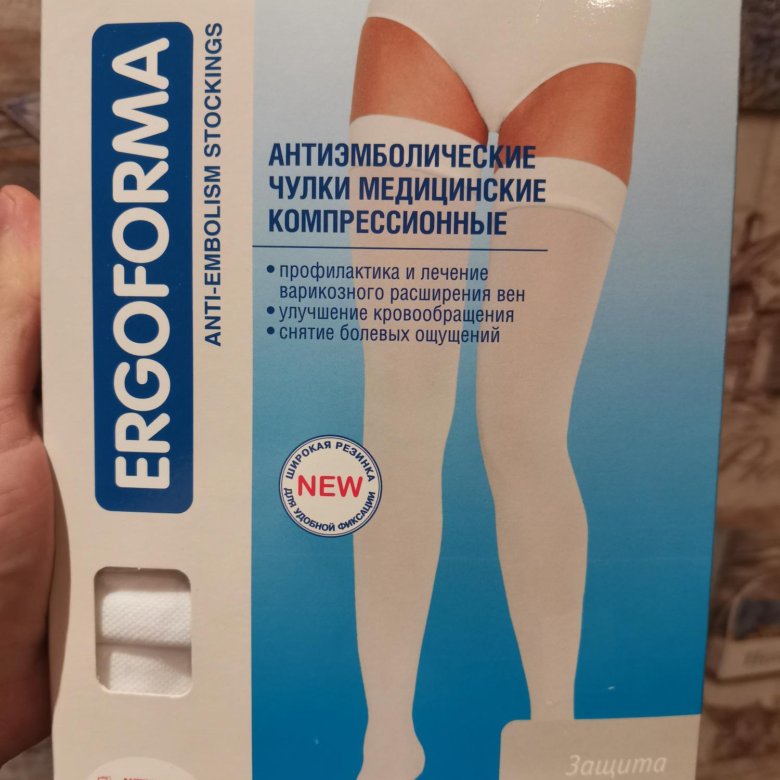 ERGOFORMA
ANTI-EMBOLISM STOCKINGS
АНТИЭМБОЛИЧЕСКИЕ
ЧУЛКИ МЕДИЦИНСКИЕ
КОМПРЕССИОННЫЕ
• профилактика и лечение
варикозного расширения вен
• улучшение кровообращения
• снятие болевых ощущений
ШИРОКАЯ РЕЗИНКА
NEW
ДЛЯ УДОБНОЙ ФИКСАЦИИ
Защита